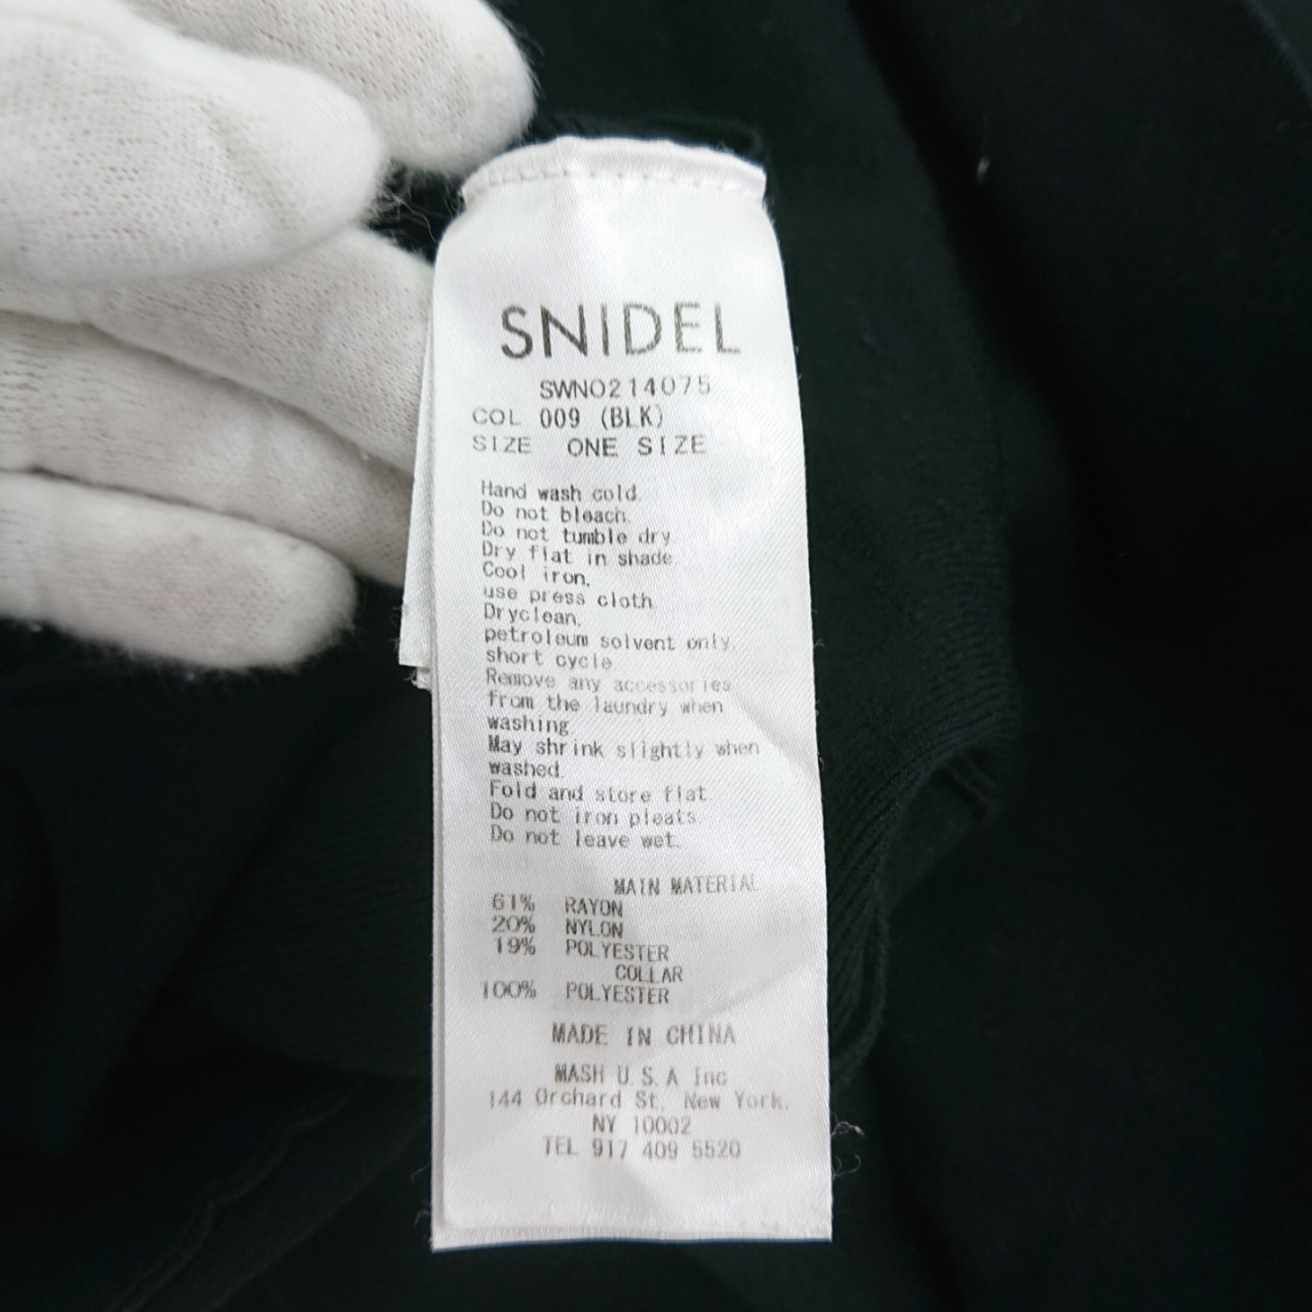 SNIDEL
SWNO214075
COL 009 (BLK)
SIZE ONE SIZE
Hand wash cold.
Do not bleach.
Do not tumble dry.
Dry flat in shade.
Cool iron,
use press cloth.
Dryclean,
petroleum solvent only,
short cycle
Remove any accessories
from the laundry when
washing.
May shrink slightly when
washed.
Fold and store flat.
Do not iron pleats.
Do not leave wet.
MAIN MATERIAL
61% RAYON
20% NYLON
19% POLYESTER
COLLAR
100% POLYESTER
MADE IN CHINA
MASH U.S.A Inc
144 Orchard St, New York,
NY 10002
TEL 917 409 5520